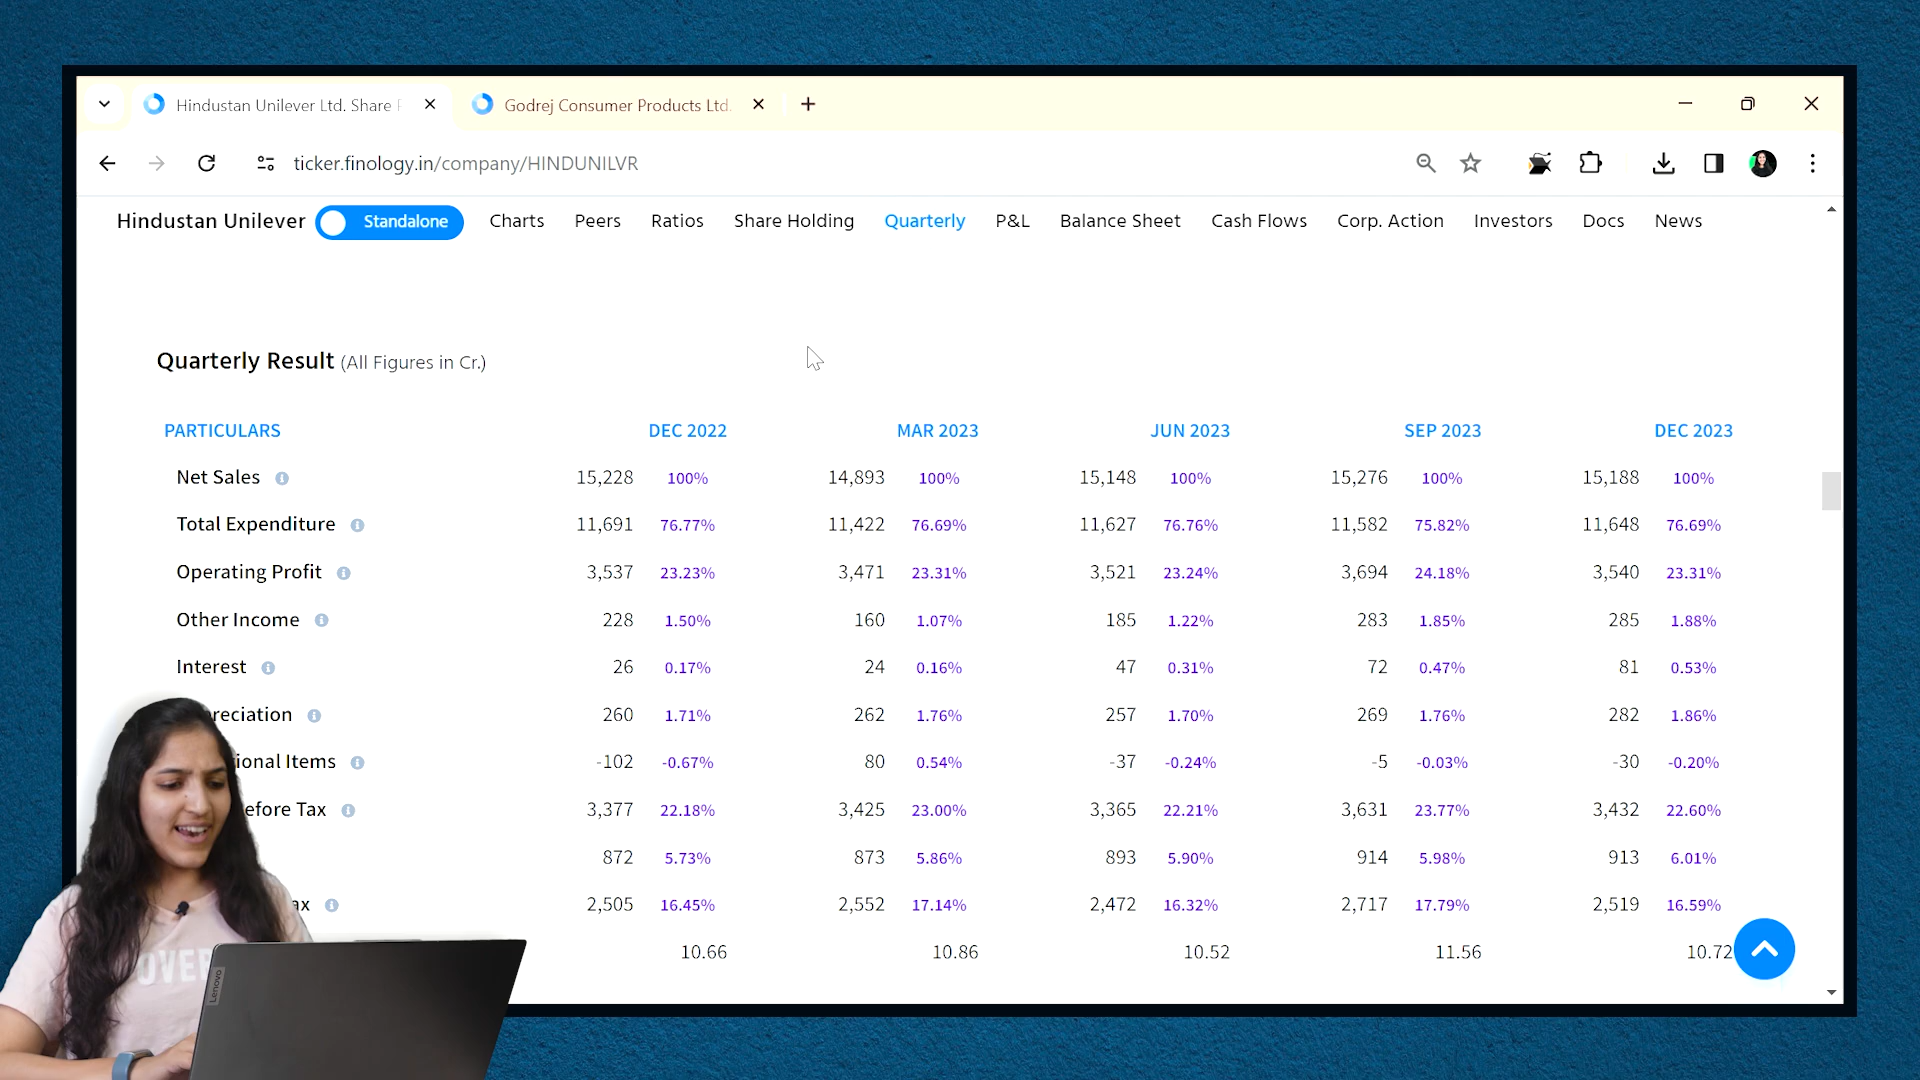 Hindustan Unilever Ltd. Share
Godrej Consumer Products Ltd.
ticker.finology.in/company/HINDUNILVR
Hindustan Unilever Standalone Charts Peers Ratios Share Holding Quarterly P&L Balance Sheet Cash Flows Corp. Action Investors Docs News
Quarterly Result (All Figures in Cr.)
PARTICULARS DEC 2022 MAR 2023 JUN 2023 SEP 2023 DEC 2023
Net Sales 15,228 100% 14,893 100% 15,148 100% 15,276 100% 15,188 100%
Total Expenditure 11,691 76.77% 11,422 76.69% 11,627 76.76% 11,582 75.82% 11,648 76.69%
Operating Profit 3,537 23.23% 3,471 23.31% 3,521 23.24% 3,694 24.18% 3,540 23.31%
Other Income 228 1.50% 160 1.07% 185 1.22% 283 1.85% 285 1.88%
Interest 26 0.17% 24 0.16% 47 0.31% 72 0.47% 81 0.53%
reciation 260 1.71% 262 1.76% 257 1.70% 269 1.76% 282 1.86%
ional Items -102 -0.67% 80 0.54% -37 -0.24% -5 -0.03% -30 -0.20%
efore Tax 3,377 22.18% 3,425 23.00% 3,365 22.21% 3,631 23.77% 3,432 22.60%
872 5.73% 873 5.86% 893 5.90% 914 5.98% 913 6.01%
ax 2,505 16.45% 2,552 17.14% 2,472 16.32% 2,717 17.79% 2,519 16.59%
10.66 10.86 10.52 11.56 10.72
OVER
Lenovo